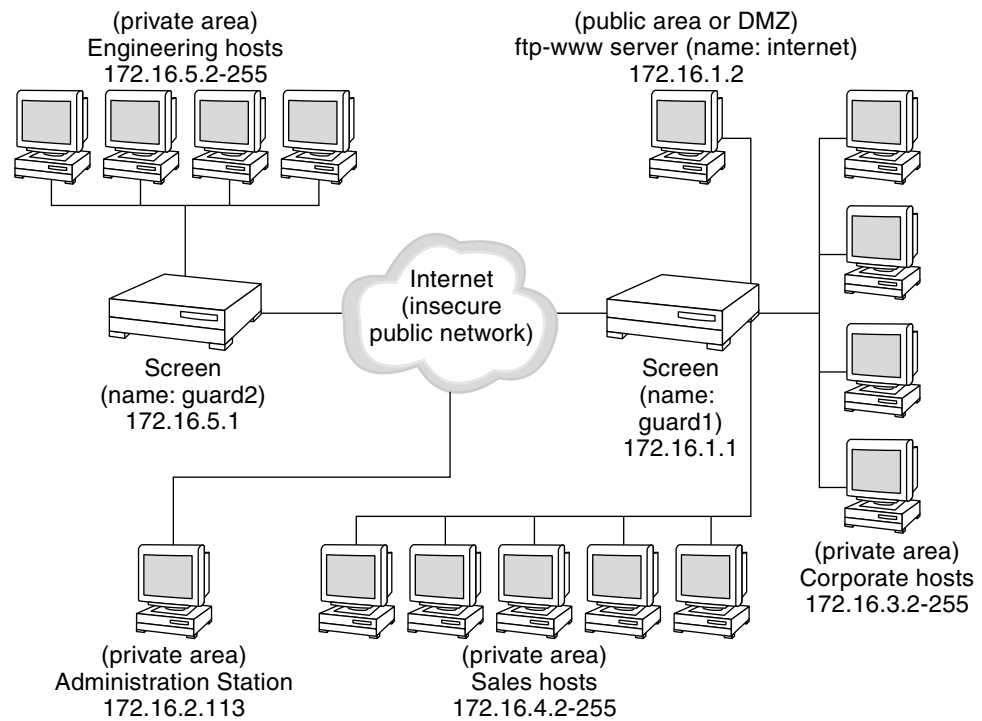 (private area)
Engineering hosts
172.16.5.2-255
(public area or DMZ)
ftp-www server (name: internet)
172.16.1.2
Internet
(insecure
public network)
Screen
(name: guard2)
172.16.5.1
Screen
(name:
guard1)
172.16.1.1
(private area)
Corporate hosts
172.16.3.2-255
(private area)
Administration Station
172.16.2.113
(private area)
Sales hosts
172.16.4.2-255